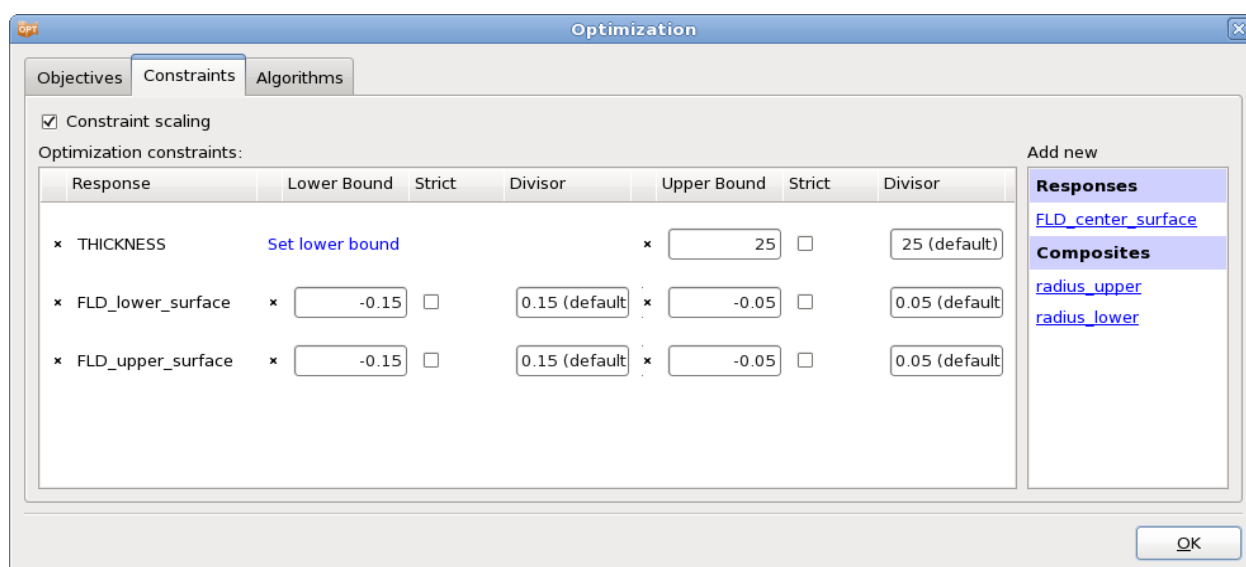 OPT Optimization
Objectives Constraints Algorithms
Constraint scaling
Optimization constraints: Add new
Response Lower Bound Strict Divisor Upper Bound Strict Divisor
Responses
FLD_center_surface
THICKNESS Set lower bound 25 25 (default)
Composites
FLD_lower_surface -0.15 0.15 (default -0.05 0.05 (default
radius_upper
radius_lower
FLD_upper_surface -0.15 0.15 (default -0.05 0.05 (default
OK